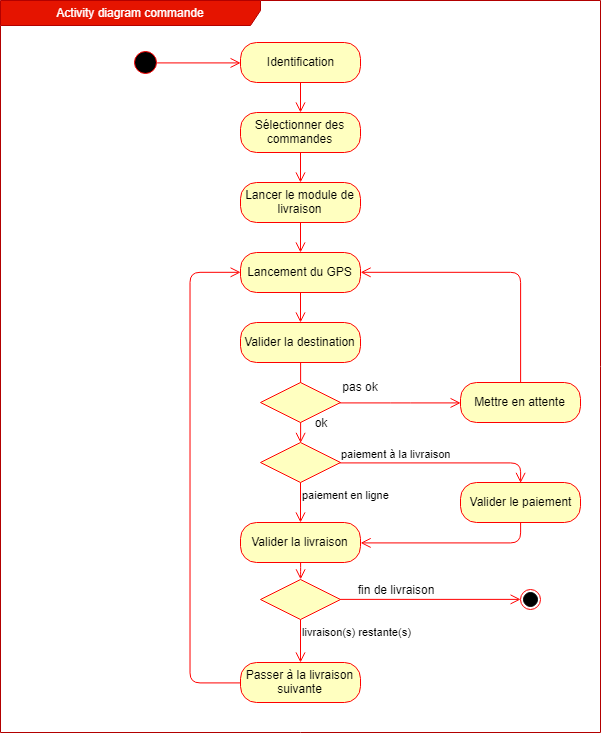 Activity diagram commande
Identification
Sélectionner des
commandes
Lancer le module de
livraison
Lancement du GPS
Valider la destination
pas ok
Mettre en attente
ok
paiement à la livraison
paiement en ligne
Valider le paiement
Valider la livraison
fin de livraison
livraison(s) restante(s)
Passer à la livraison
suivante